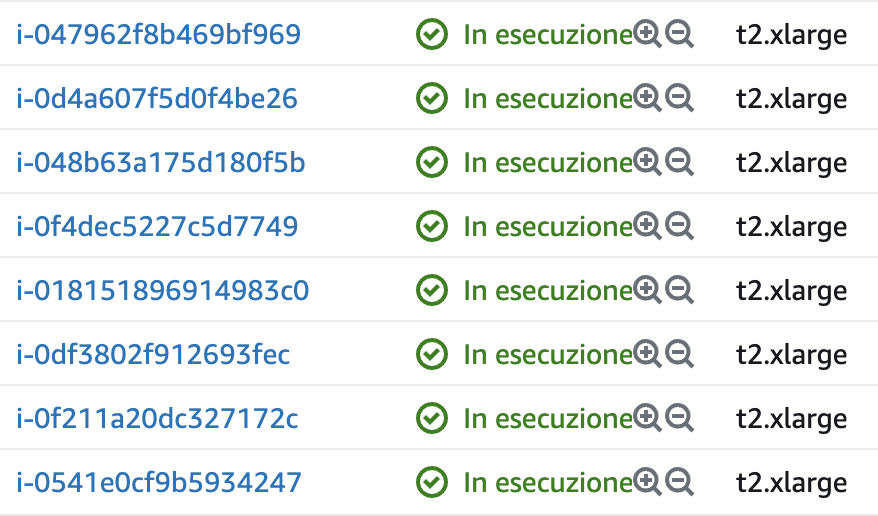 i-047962f8b469bf969 In esecuzione t2.xlarge
i-0d4a607f5d0f4be26 In esecuzione t2.xlarge
i-048b63a175d180f5b In esecuzione t2.xlarge
i-0f4dec5227c5d7749 In esecuzione t2.xlarge
i-018151896914983c0 In esecuzione t2.xlarge
i-0df3802f912693fec In esecuzione t2.xlarge
i-0f211a20dc327172c In esecuzione t2.xlarge
i-0541e0cf9b5934247 In esecuzione t2.xlarge